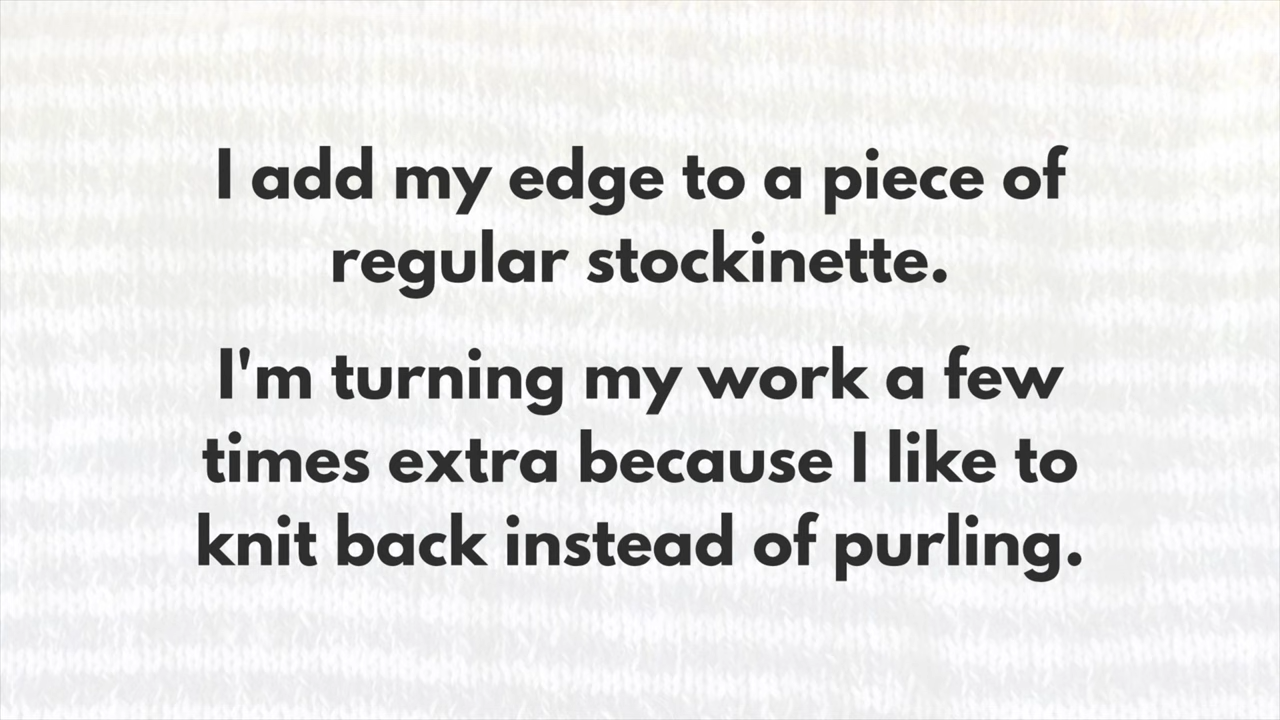 I add my edge to a piece of
regular stockinette.
I'm turning my work a few
times extra because I like to
knit back instead of purling.